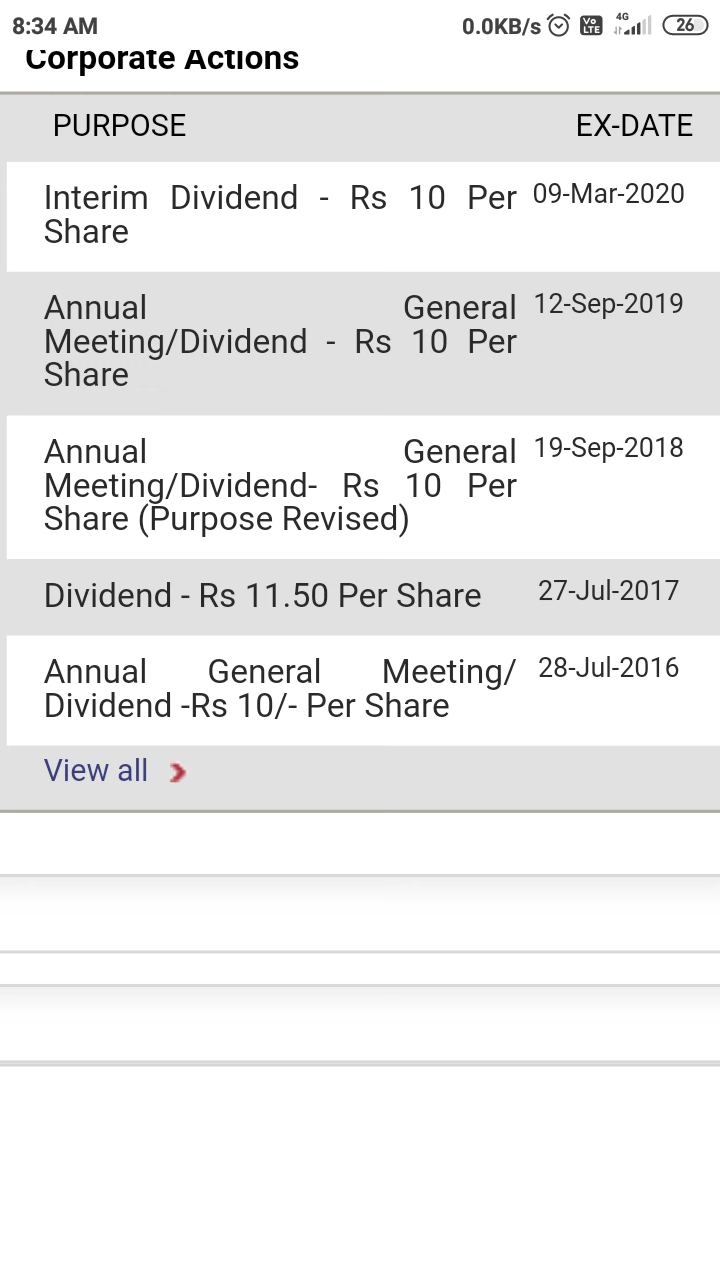 8:34 AM 0.0KB/s Vo LTE 4G 26
Corporate Actions
PURPOSE EX-DATE
Interim Dividend - Rs 10 Per 09-Mar-2020
Share
Annual General 12-Sep-2019
Meeting/Dividend - Rs 10 Per
Share
Annual General 19-Sep-2018
Meeting/Dividend- Rs 10 Per
Share (Purpose Revised)
Dividend - Rs 11.50 Per Share 27-Jul-2017
Annual General Meeting/ 28-Jul-2016
Dividend -Rs 10/- Per Share
View all